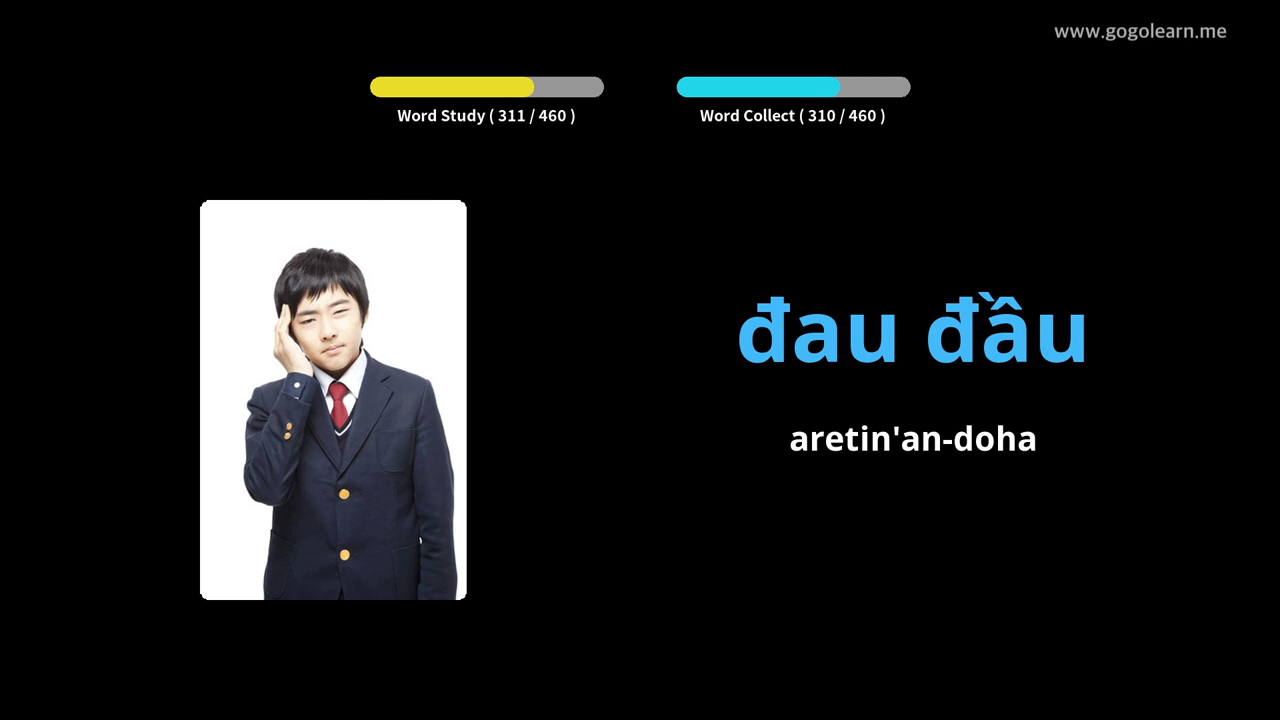 www.gogolearn.me
Word Study ( 311 / 460 )
Word Collect ( 310 / 460 )
đau đầu
aretin'an-doha